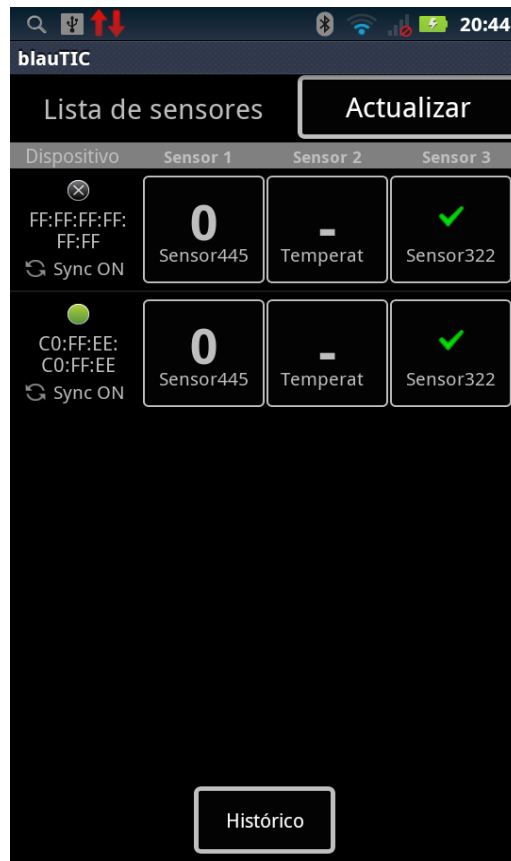 20:44
blauTIC
Lista de sensores Actualizar
Dispositivo Sensor 1 Sensor 2 Sensor 3
FF:FF:FF:FF:
FF:FF
Sync ON
0 - 
Sensor445 Temperat Sensor322
C0:FF:EE:
C0:FF:EE
Sync ON
0 -
Sensor445 Temperat Sensor322
Histórico